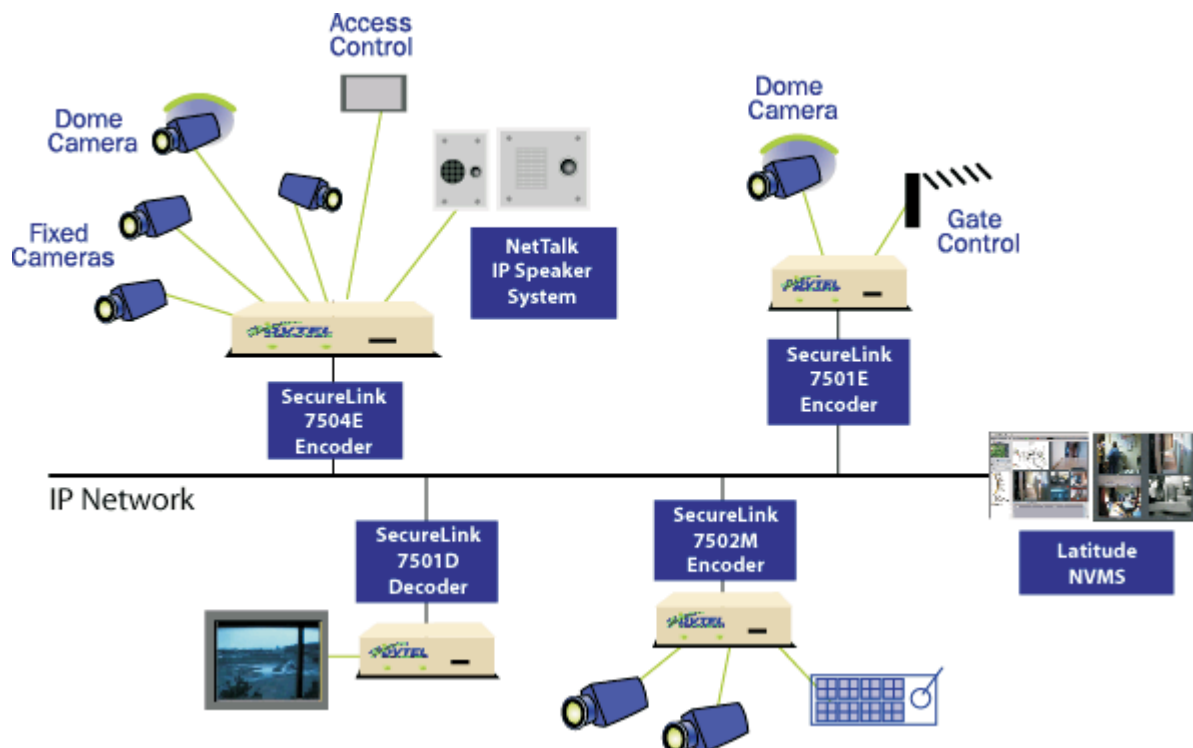 Access
Control
Dome
Camera
Fixed
Cameras
NetTalk
IP Speaker
System
Dome
Camera
Gate
Control
SecureLink
7504E
Encoder
SecureLink
7501E
Encoder
IP Network
SecureLink
7501D
Decoder
SecureLink
7502M
Encoder
Latitude
NVMS